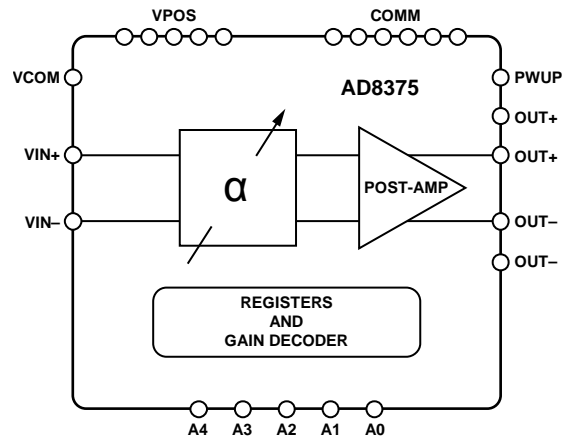 VPOS
COMM
VCOM
PWUP
AD8375
OUT+
VIN+
OUT+
α
POST-AMP
VIN–
OUT–
OUT–
REGISTERS
AND
GAIN DECODER
A4 A3 A2 A1 A0